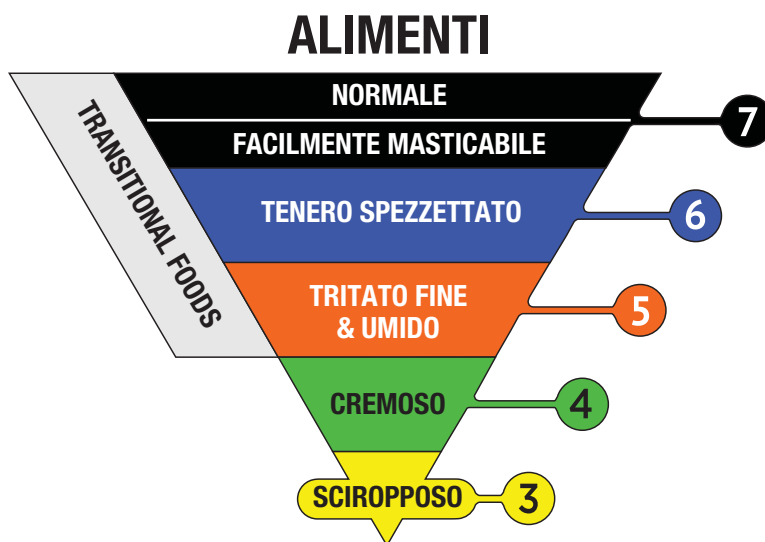 ALIMENTI
NORMALE
7
FACILMENTE MASTICABILE
TRANSITIONAL FOODS
TENERO SPEZZETTATO
6
TRITATO FINE
& UMIDO
5
CREMOSO
4
SCIROPPOSO
3